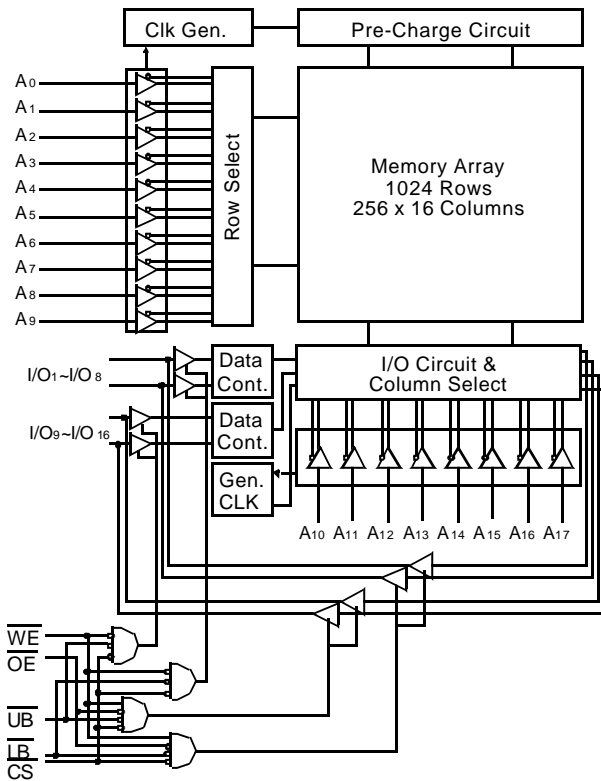 Clk Gen.
Pre-Charge Circuit
A0
A1
A2
A3
A4
A5
A6
A7
A8
A9
Row Select
Memory Array
1024 Rows
256 x 16 Columns
I/O1~I/O 8
Data
Cont.
I/O Circuit &
Column Select
I/O9~I/O 16
Data
Cont.
Gen.
CLK
A10 A11 A12 A13 A14 A15 A16 A17
WE
OE
UB
LB
CS